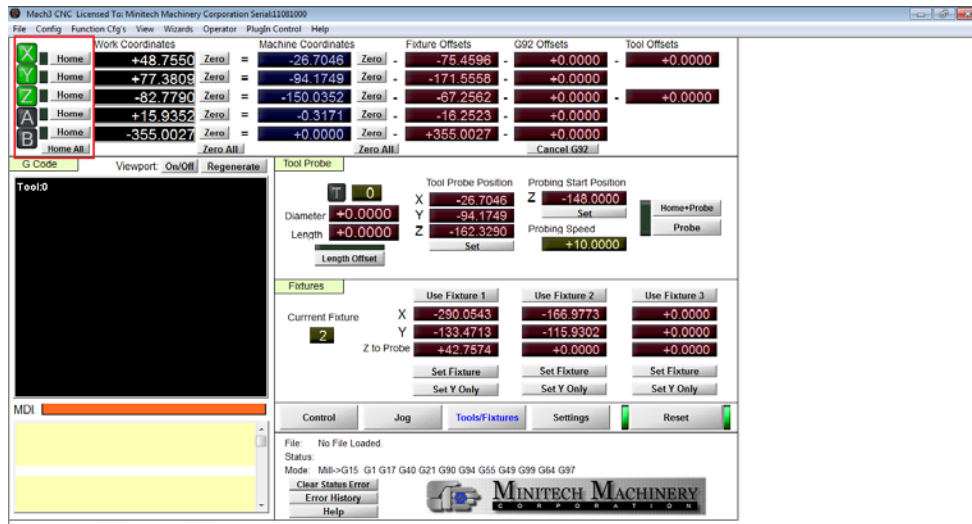 Mach3 CNC Licensed To: Minitech Machinery Corporation Serial:11081000
File Config Function Cfg's View Wizards Operator PlugIn Control Help
Work Coordinates Machine Coordinates Fixture Offsets G92 Offsets Tool Offsets
X Home +48.7550 Zero = -26.7046 Zero - -75.4596 - +0.0000 - +0.0000
Y Home +77.3809 Zero = -94.1749 Zero - -171.5558 - +0.0000
Z Home -82.7790 Zero = -150.0352 Zero - -67.2562 - +0.0000 - +0.0000
A Home +15.9352 Zero = -0.3171 Zero - -16.2523 - +0.0000
B Home -355.0027 Zero = +0.0000 Zero - +355.0027 - +0.0000
Home All Zero All Zero All Cancel G92
G Code Viewport: On/Off Regenerate
Tool:0
Tool Probe
T 0
Diameter +0.0000
Length +0.0000
Length Offset
Tool Probe Position
X -26.7046
Y -94.1749
Z -162.3290
Set
Probing Start Position
Z -148.0000
Set
Probing Speed
+10.0000
Home+Probe
Probe
Fixtures
Use Fixture 1 Use Fixture 2 Use Fixture 3
Currrent Fixture X -290.0543 -166.9773 +0.0000
2 Y -133.4713 -115.9302 +0.0000
Z to Probe +42.7574 +0.0000 +0.0000
Set Fixture Set Fixture Set Fixture
Set Y Only Set Y Only Set Y Only
MDI:
Control Jog Tools/Fixtures Settings Reset
File: No File Loaded.
Status:
Mode: Mill->G15 G1 G17 G40 G21 G90 G94 G55 G49 G99 G64 G97
Clear Status Error
Error History
Help
MINITECH MACHINERY
CORPORATION